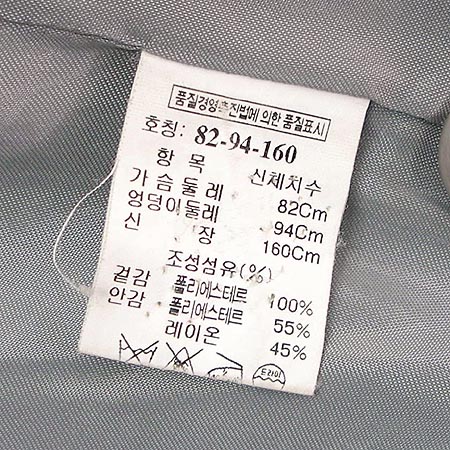 품질경영촉진법에 의한 품질표시
호칭: 82-94-160
항 목 신체치수
가슴둘레 82Cm
엉덩이둘레 94Cm
신 장 160Cm
조성섬유(%)
겉감 폴리에스테르 100%
안감 폴리에스테르 55%
레이온 45%
드라이